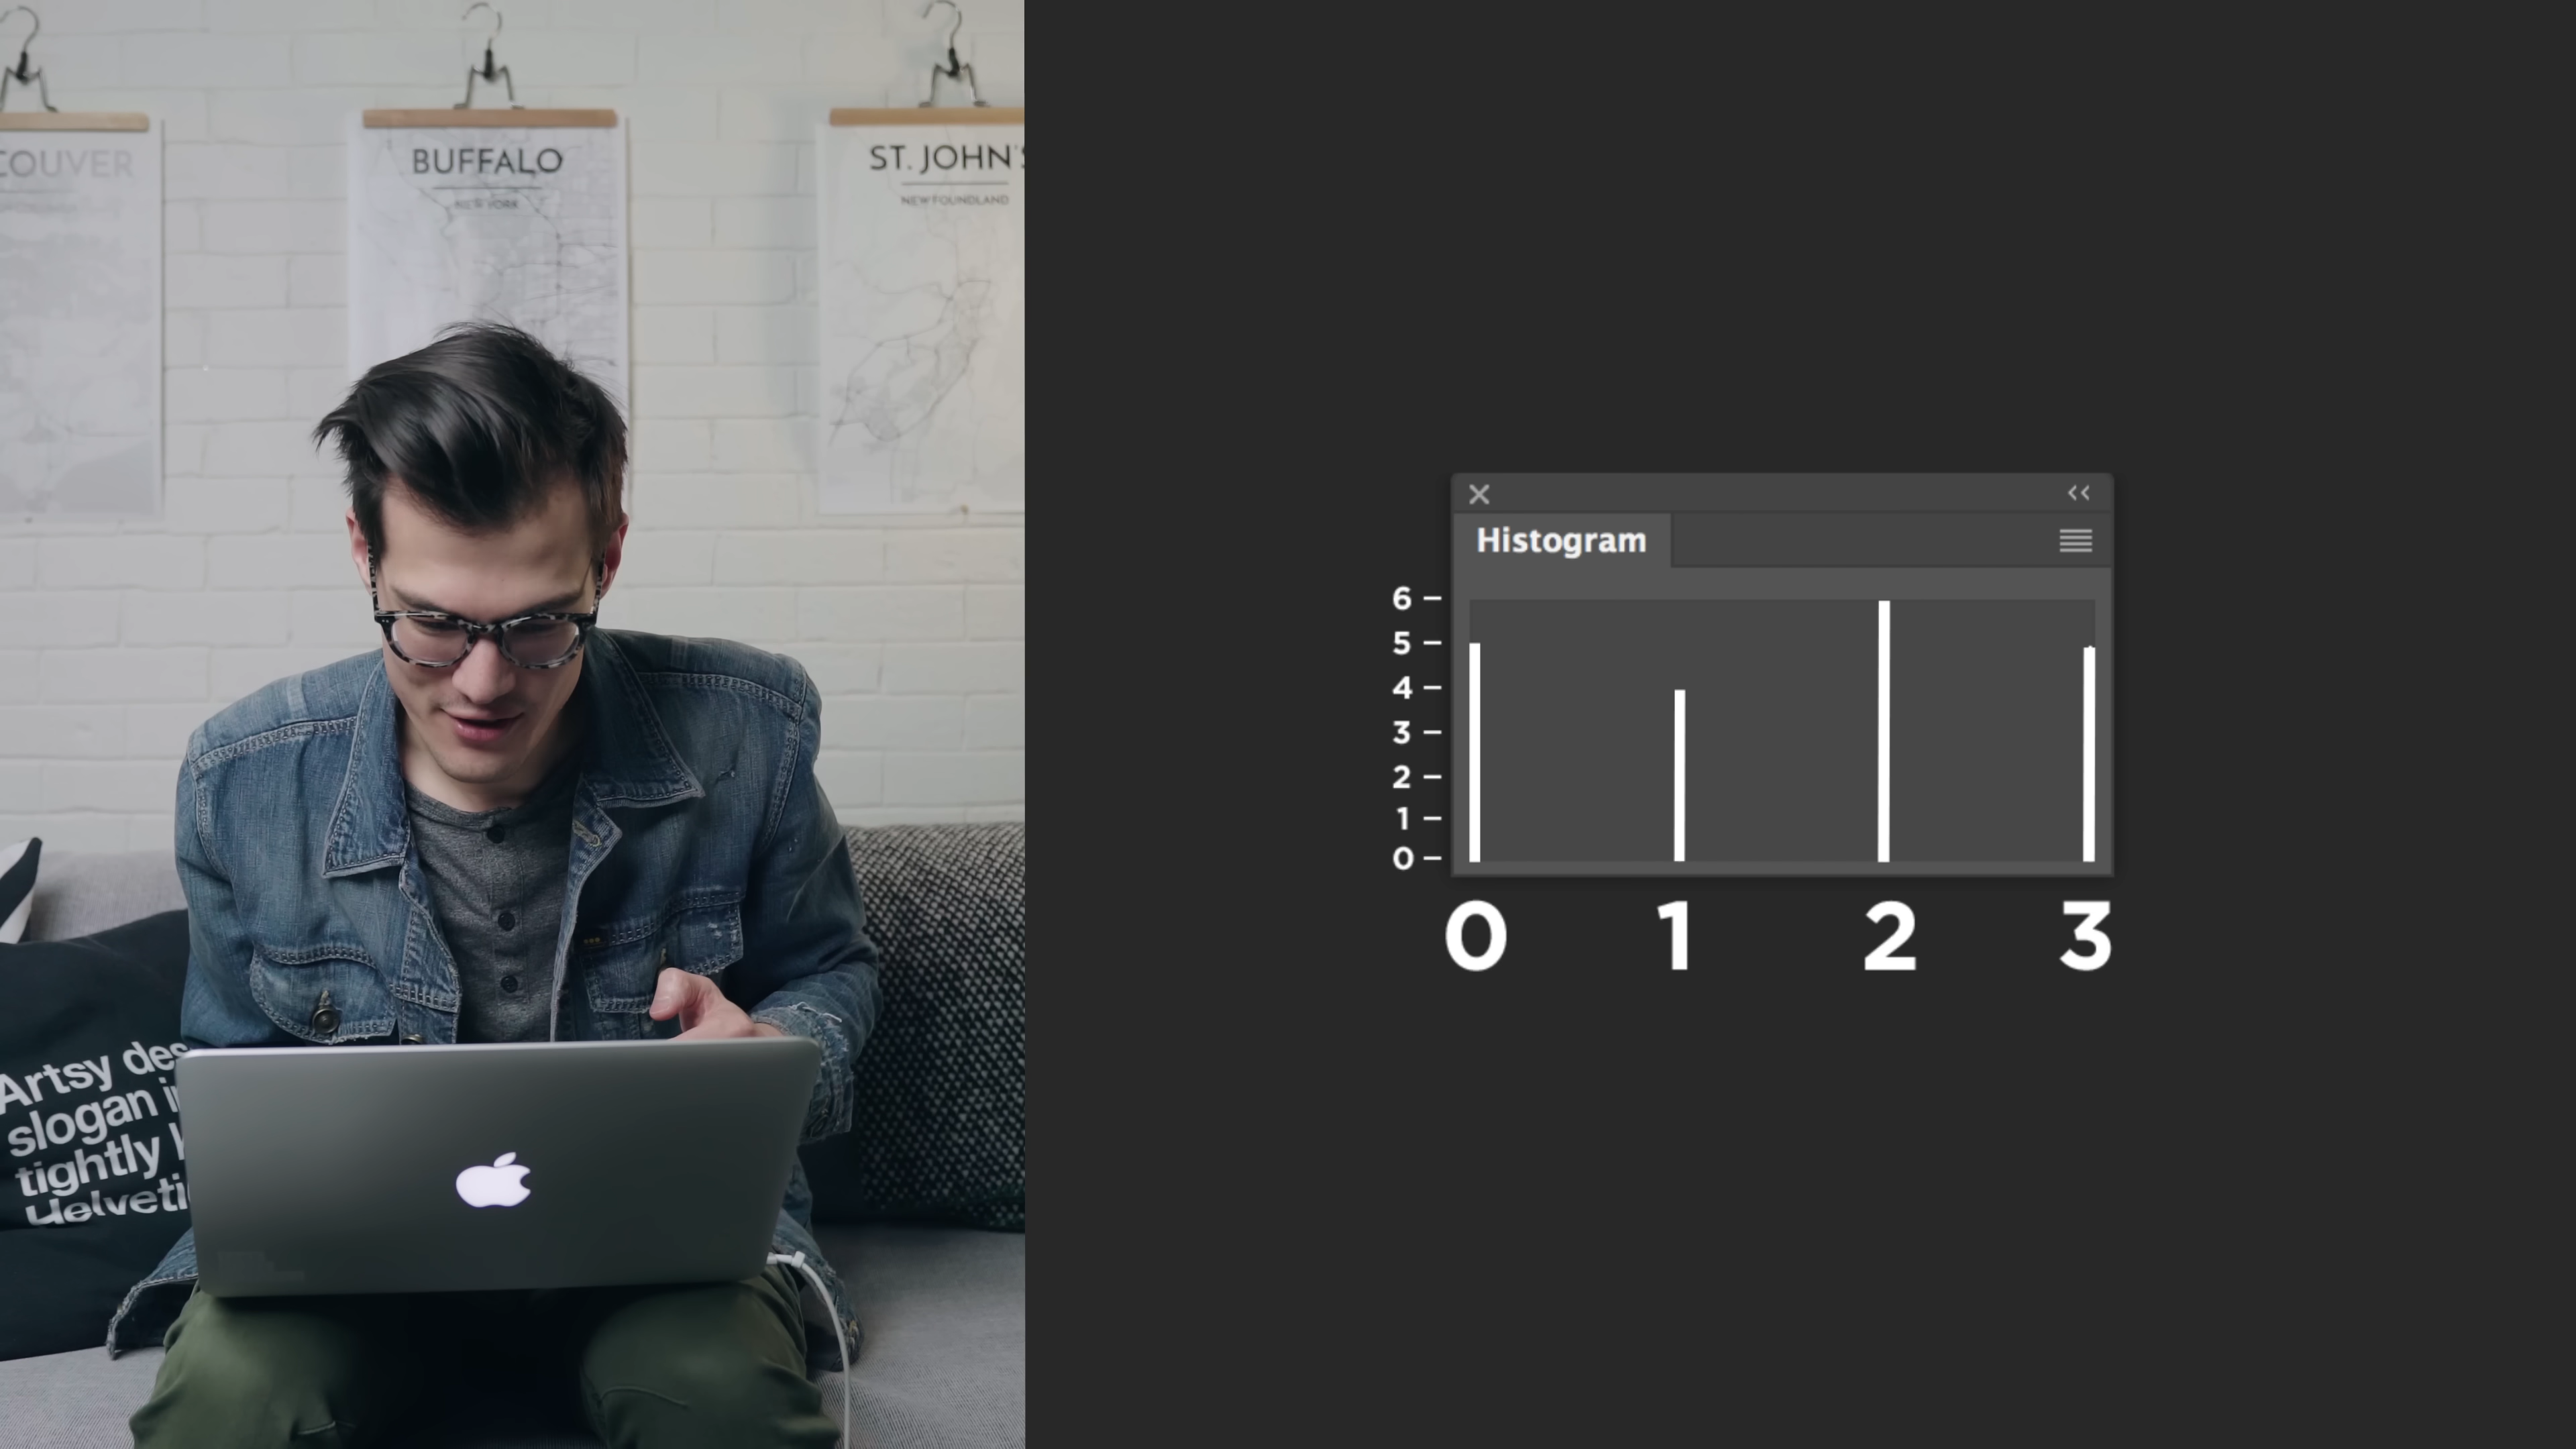 COUVER
BUFFALO
NEW YORK
ST. JOHN'S
NEWFOUNDLAND
Artsy des
slogan i
tightly
Helveti
Histogram
6
5
4
3
2
1
0
0 1 2 3